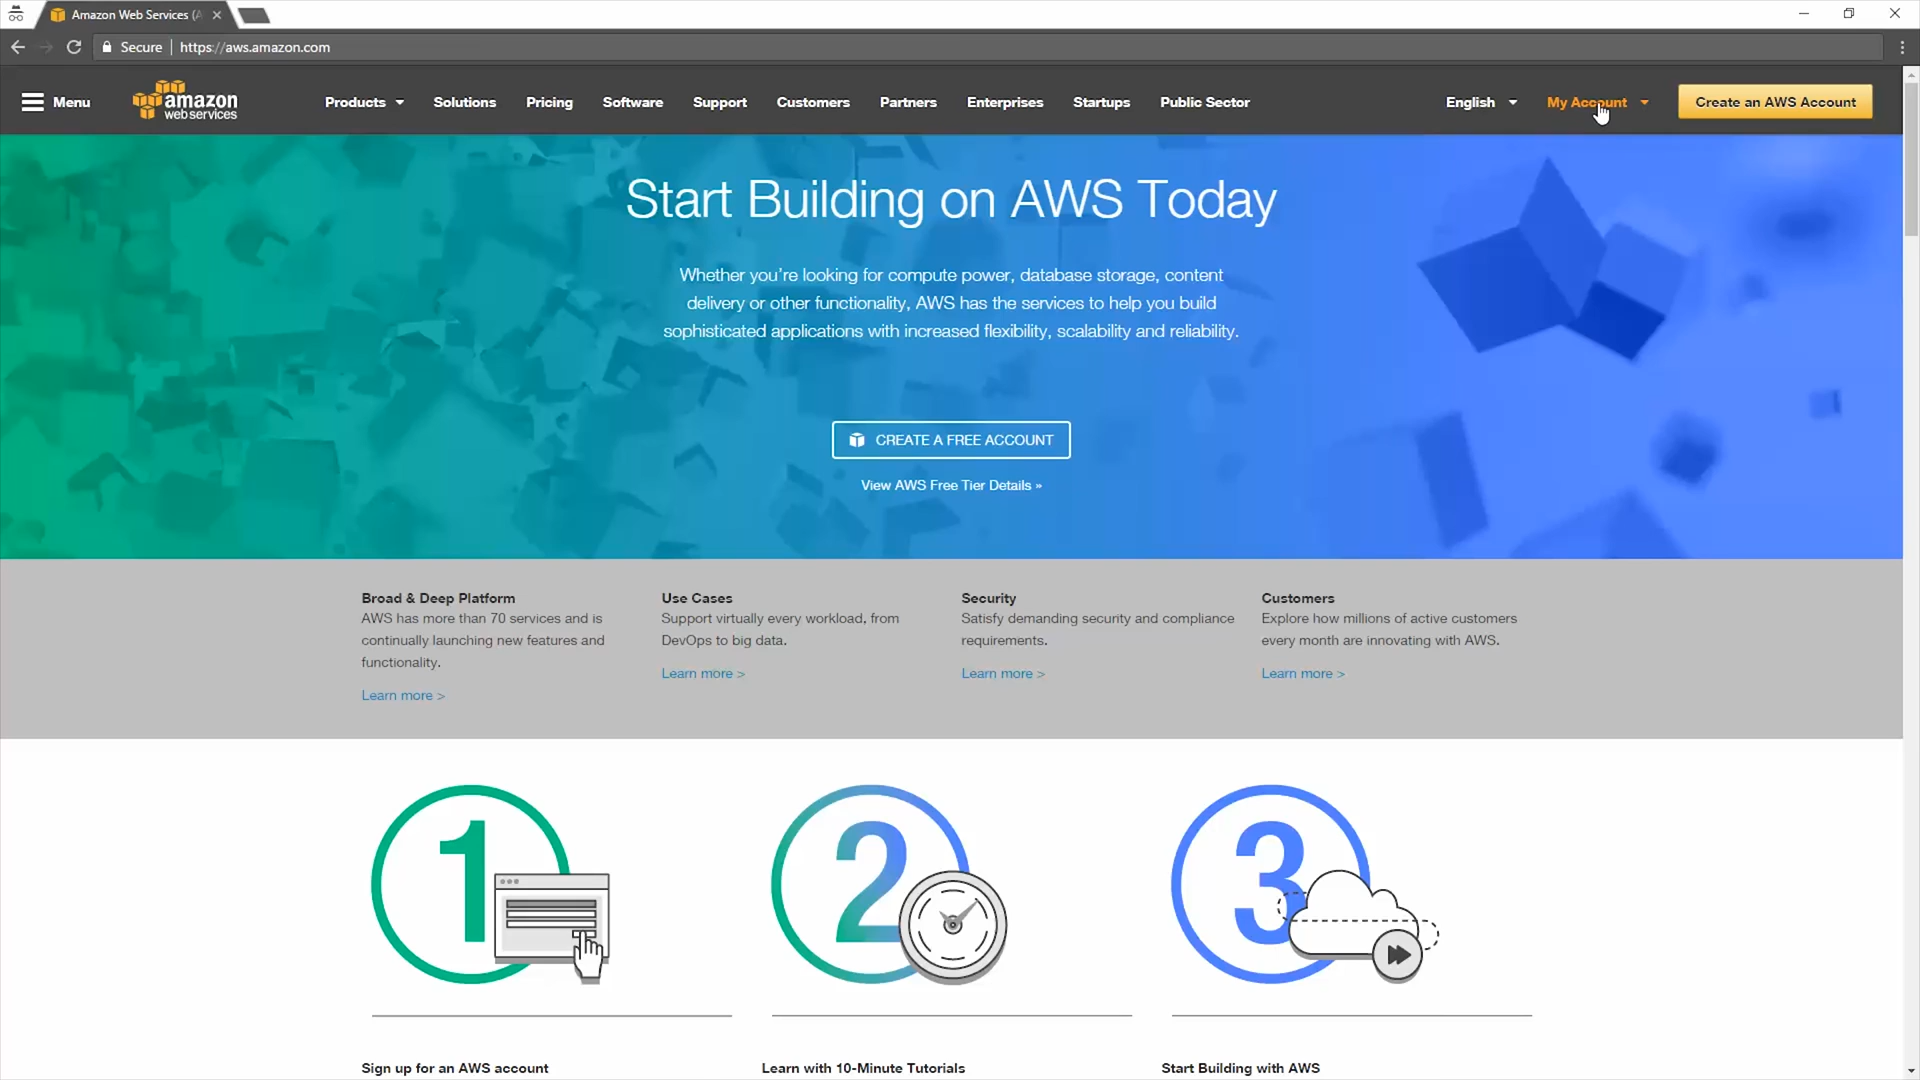 Amazon Web Services (A
Secure
https://aws.amazon.com
Menu
amazon
web services
Products
Solutions
Pricing
Software
Support
Customers
Partners
Enterprises
Startups
Public Sector
English
My Account
Create an AWS Account
Start Building on AWS Today
Whether you're looking for compute power, database storage, content
delivery or other functionality, AWS has the services to help you build
sophisticated applications with increased flexibility, scalability and reliability.
CREATE A FREE ACCOUNT
View AWS Free Tier Details »
Broad & Deep Platform
AWS has more than 70 services and is
continually launching new features and
functionality.
Learn more >
Use Cases
Support virtually every workload, from
DevOps to big data.
Learn more >
Security
Satisfy demanding security and compliance
requirements.
Learn more >
Customers
Explore how millions of active customers
every month are innovating with AWS.
Learn more >
1
2
3
Sign up for an AWS account
Learn with 10-Minute Tutorials
Start Building with AWS